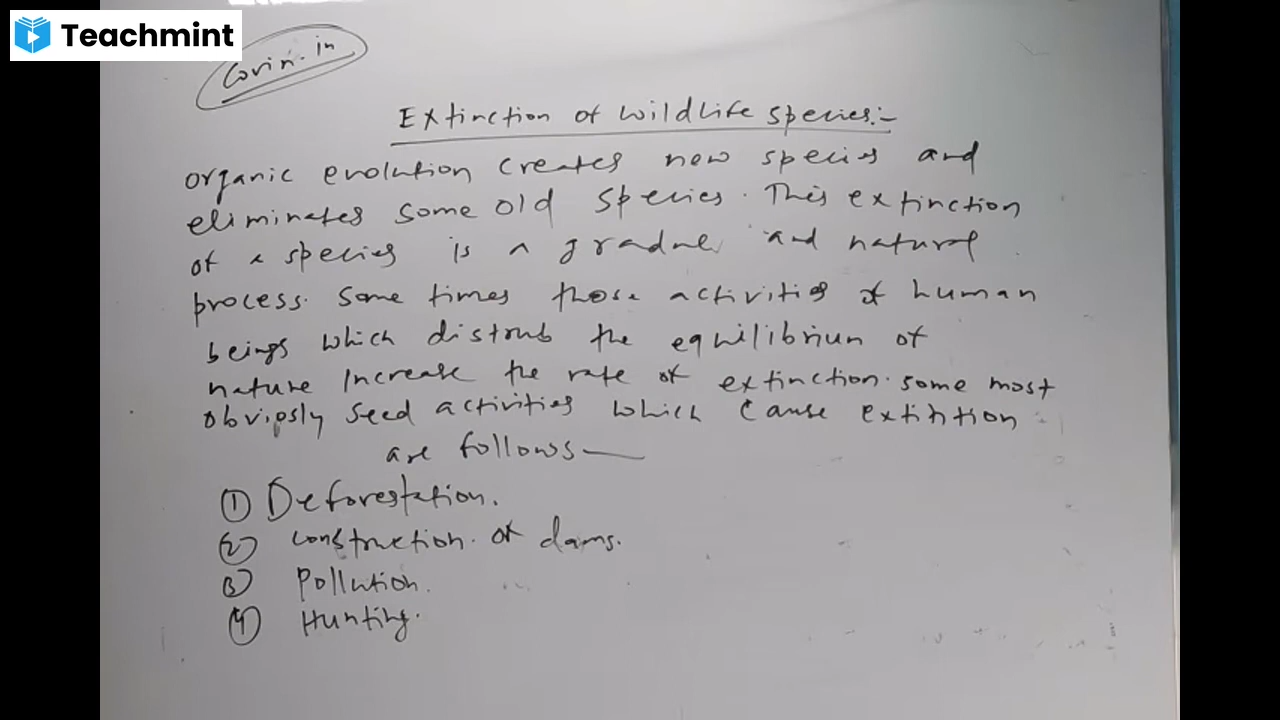 Teachmint
Covin.in
Extinction of wildlife species:-
organic evolution creates new species and
eliminates some old species. This extinction
of a species is a gradual and natural
process. Some times those activities of human
beings which distrub the equilibrium of
nature increase the rate of extinction. some most
obviosly seed activities which cause extintion
are follows —
① Deforestation.
② construction of dams.
③ Pollution.
④ Hunting.